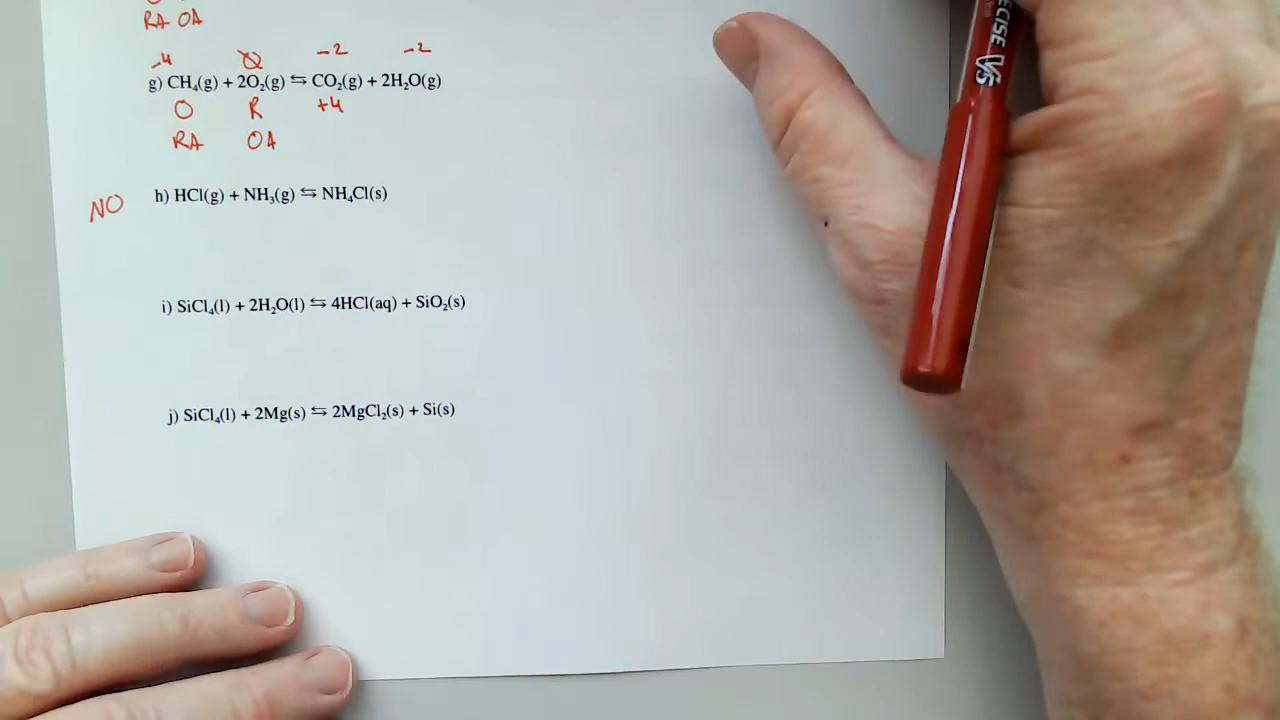 RA OA
-4 0 -2 -2
g) CH₄(g) + 2O₂(g) ⇆ CO₂(g) + 2H₂O(g)
O R +4
RA OA
NO h) HCl(g) + NH₃(g) ⇆ NH₄Cl(s)
i) SiCl₄(l) + 2H₂O(l) ⇆ 4HCl(aq) + SiO₂(s)
j) SiCl₄(l) + 2Mg(s) ⇆ 2MgCl₂(s) + Si(s)
V5